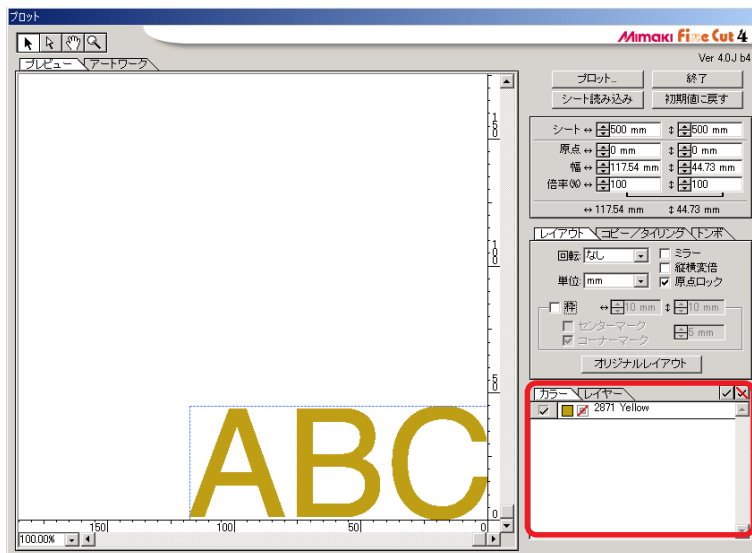 プロット
MIMAKI Fine Cut 4
Ver 4.0J b4
プレビュー アートワーク
プロット... 終了
シート読み込み 初期値に戻す
シート ↔ 500 mm ↕ 500 mm
原点 ↔ 0 mm ↕ 0 mm
幅 ↔ 117.54 mm ↕ 44.73 mm
倍率(%) ↔ 100 ↕ 100
↔ 117.54 mm ↕ 44.73 mm
レイアウト コピー/タイリング トンボ
回転: なし ミラー
縦横変倍
単位: mm 原点ロック
枠 ↔ 10 mm ↕ 10 mm
センターマーク 5 mm
コーナーマーク
オリジナルレイアウト
カラー レイヤー
2871 Yellow
150
100
50
0
ABC
150 100 50 0
100.00%